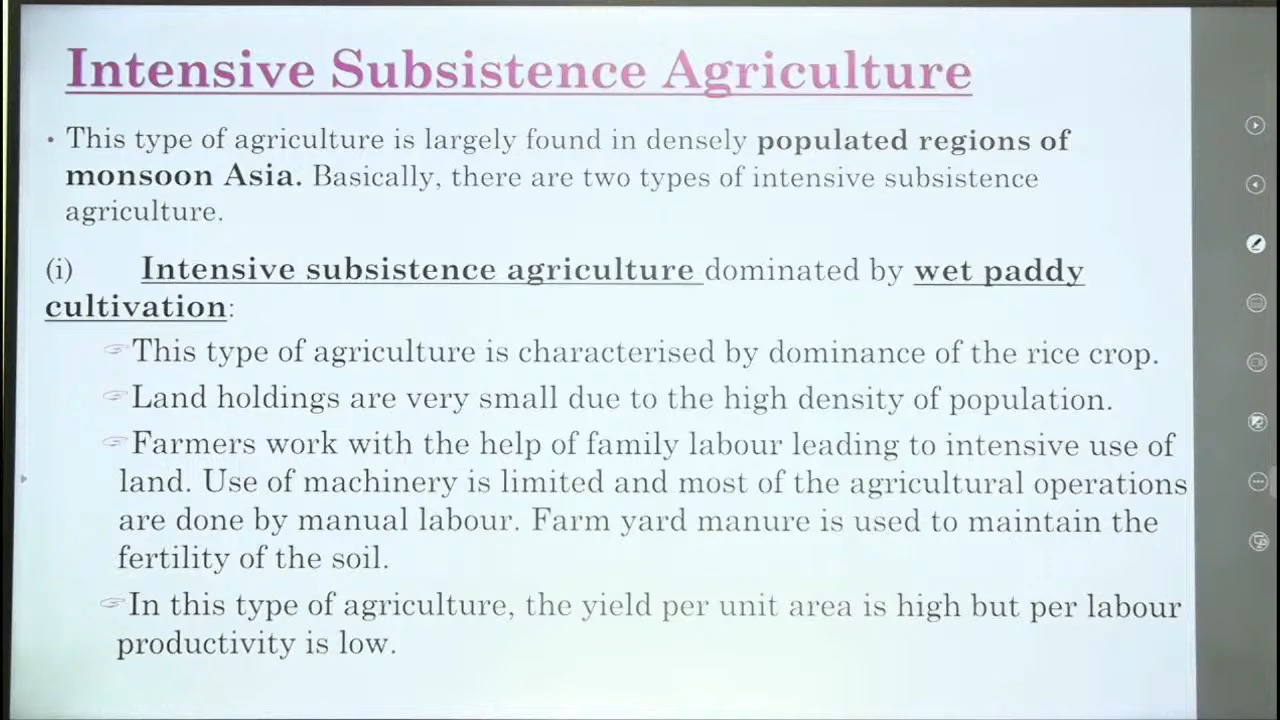 Intensive Subsistence Agriculture
• This type of agriculture is largely found in densely populated regions of
monsoon Asia. Basically, there are two types of intensive subsistence
agriculture.
(i) Intensive subsistence agriculture dominated by wet paddy
cultivation:
☞This type of agriculture is characterised by dominance of the rice crop.
☞Land holdings are very small due to the high density of population.
☞Farmers work with the help of family labour leading to intensive use of
land. Use of machinery is limited and most of the agricultural operations
are done by manual labour. Farm yard manure is used to maintain the
fertility of the soil.
☞In this type of agriculture, the yield per unit area is high but per labour
productivity is low.